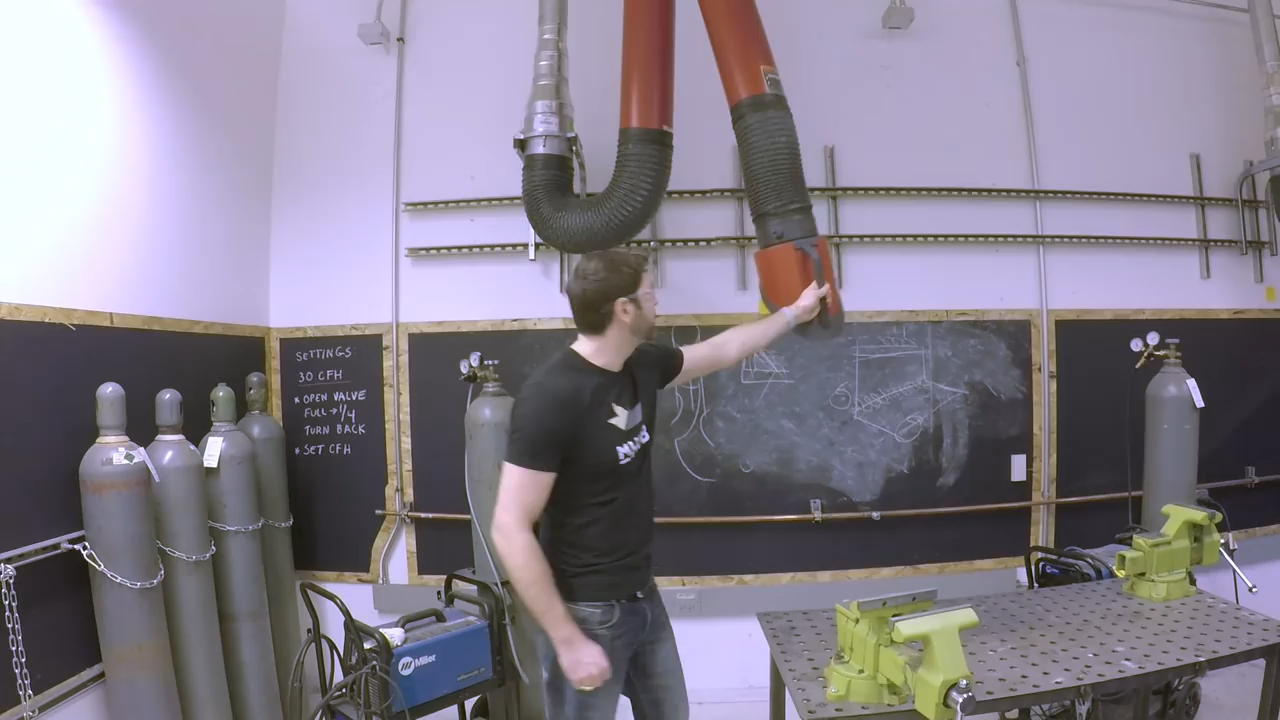 SETTINGS:
30 CFH
* OPEN VALVE
FULL → 1/4
TURN BACK
* SET CFH
Miller